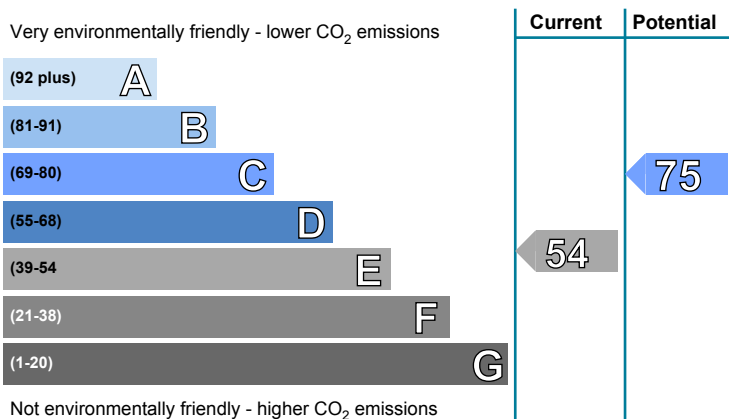 Very environmentally friendly - lower CO2 emissions
Current
Potential
(92 plus) A
(81-91) B
(69-80) C
75
(55-68) D
(39-54 E
54
(21-38) F
(1-20) G
Not environmentally friendly - higher CO2 emissions